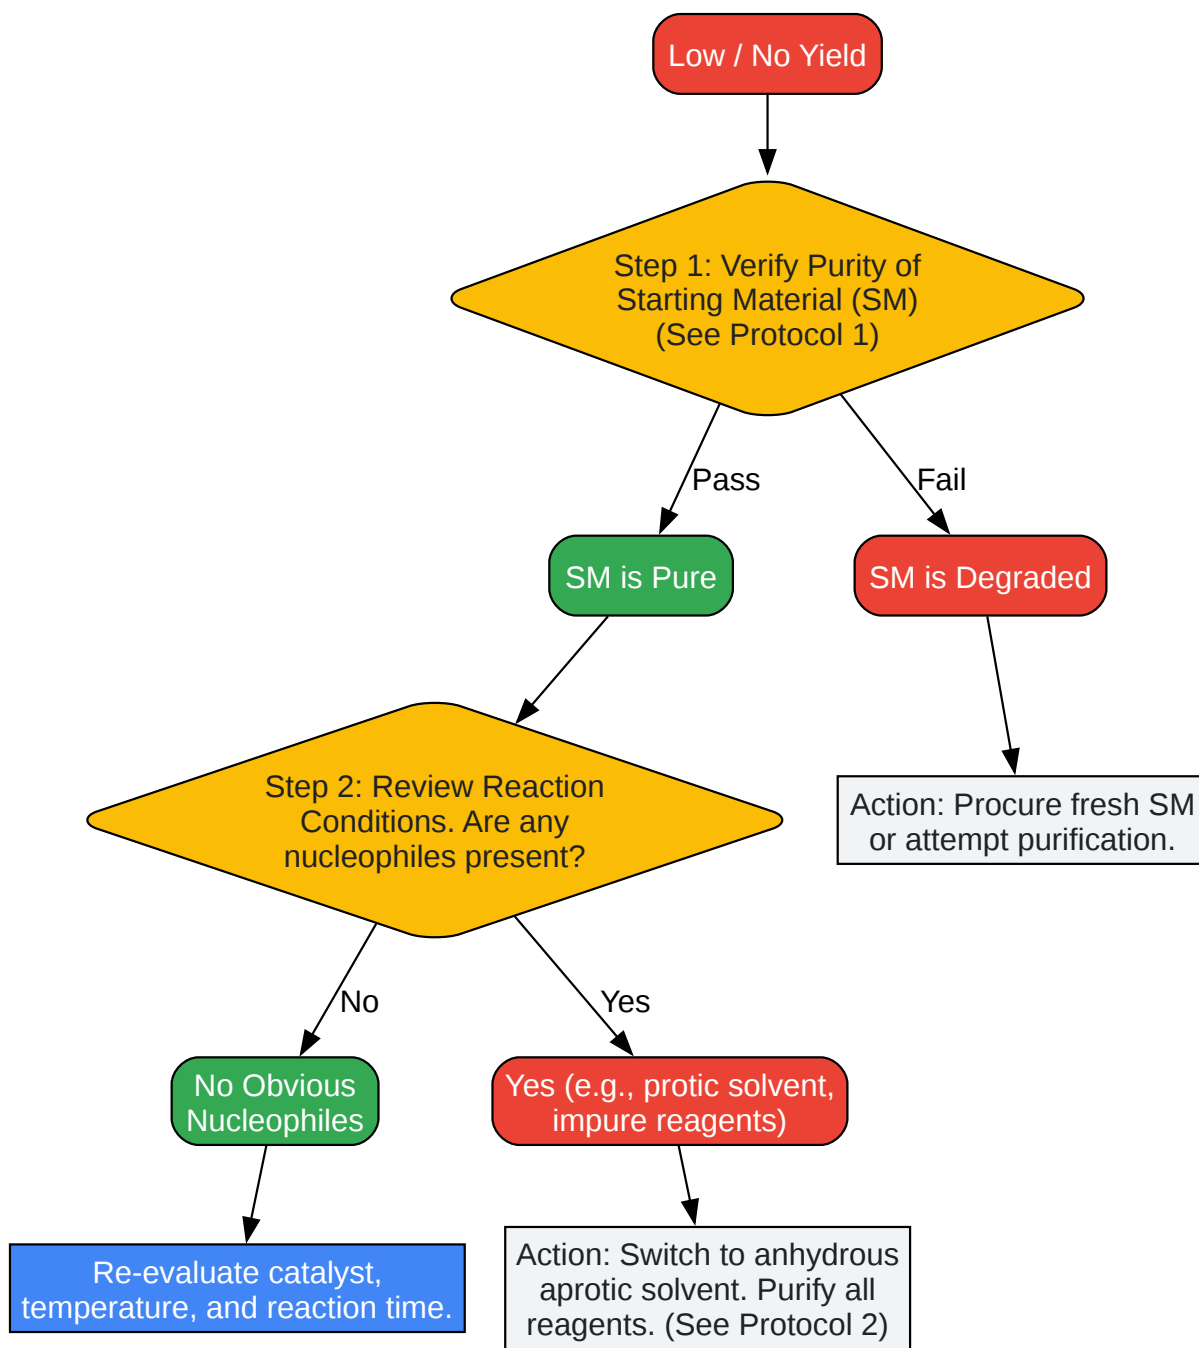 Low / No Yield
Step 1: Verify Purity of
Starting Material (SM)
(See Protocol 1)
Pass
Fail
SM is Pure
SM is Degraded
Step 2: Review Reaction
Conditions. Are any
nucleophiles present?
Action: Procure fresh SM
or attempt purification.
No
Yes
No Obvious
Nucleophiles
Yes (e.g., protic solvent,
impure reagents)
Re-evaluate catalyst,
temperature, and reaction time.
Action: Switch to anhydrous
aprotic solvent. Purify all
reagents. (See Protocol 2)